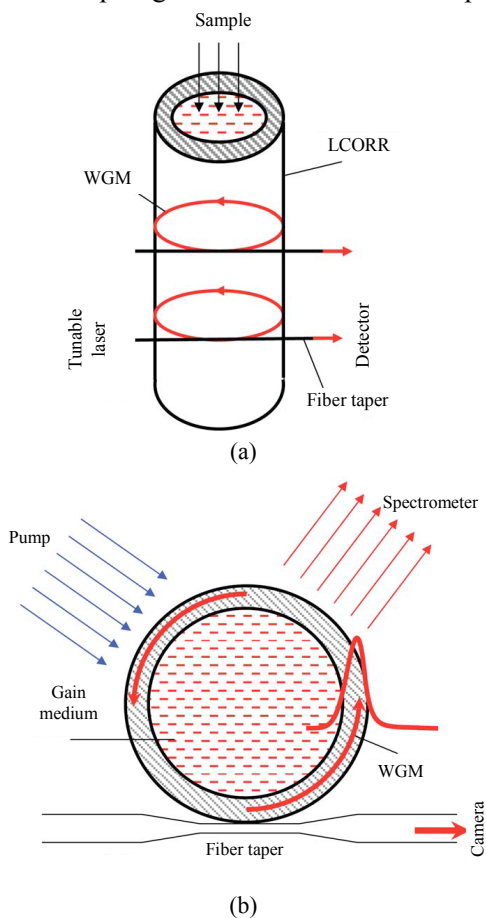 Sample
LCORR
WGM
Tunable
laser
Detector
Fiber taper
(a)
Spectrometer
Pump
Gain
medium
WGM
Fiber taper
Camera
(b)